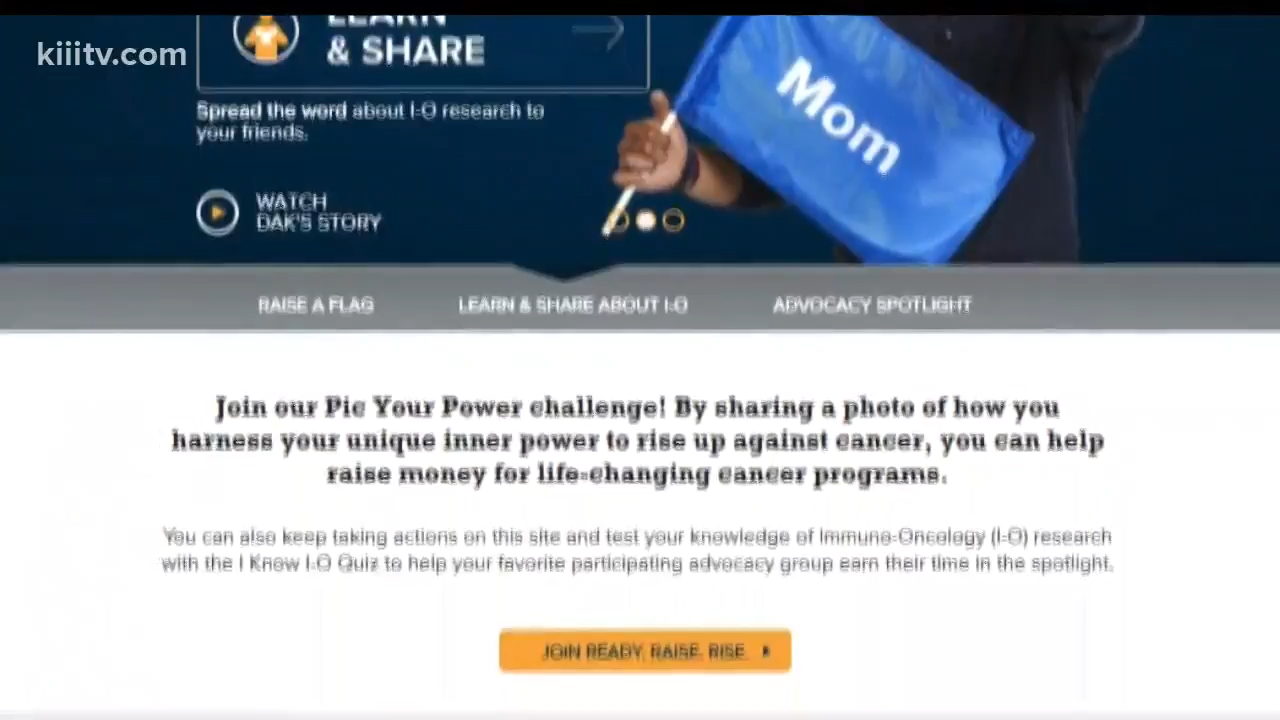 LEARN
& SHARE
kiiitv.com
Mom
Spread the word about I-O research to
your friends.
WATCH
DAK'S STORY
RAISE A FLAG
LEARN & SHARE ABOUT I-O
ADVOCACY SPOTLIGHT
Join our Pic Your Power challenge! By sharing a photo of how you
harness your unique inner power to rise up against cancer, you can help
raise money for life-changing cancer programs.
You can also keep taking actions on this site and test your knowledge of Immuno-Oncology (I-O) research
with the I Know I-O Quiz to help your favorite participating advocacy group earn their time in the spotlight.
JOIN READY. RAISE. RISE.